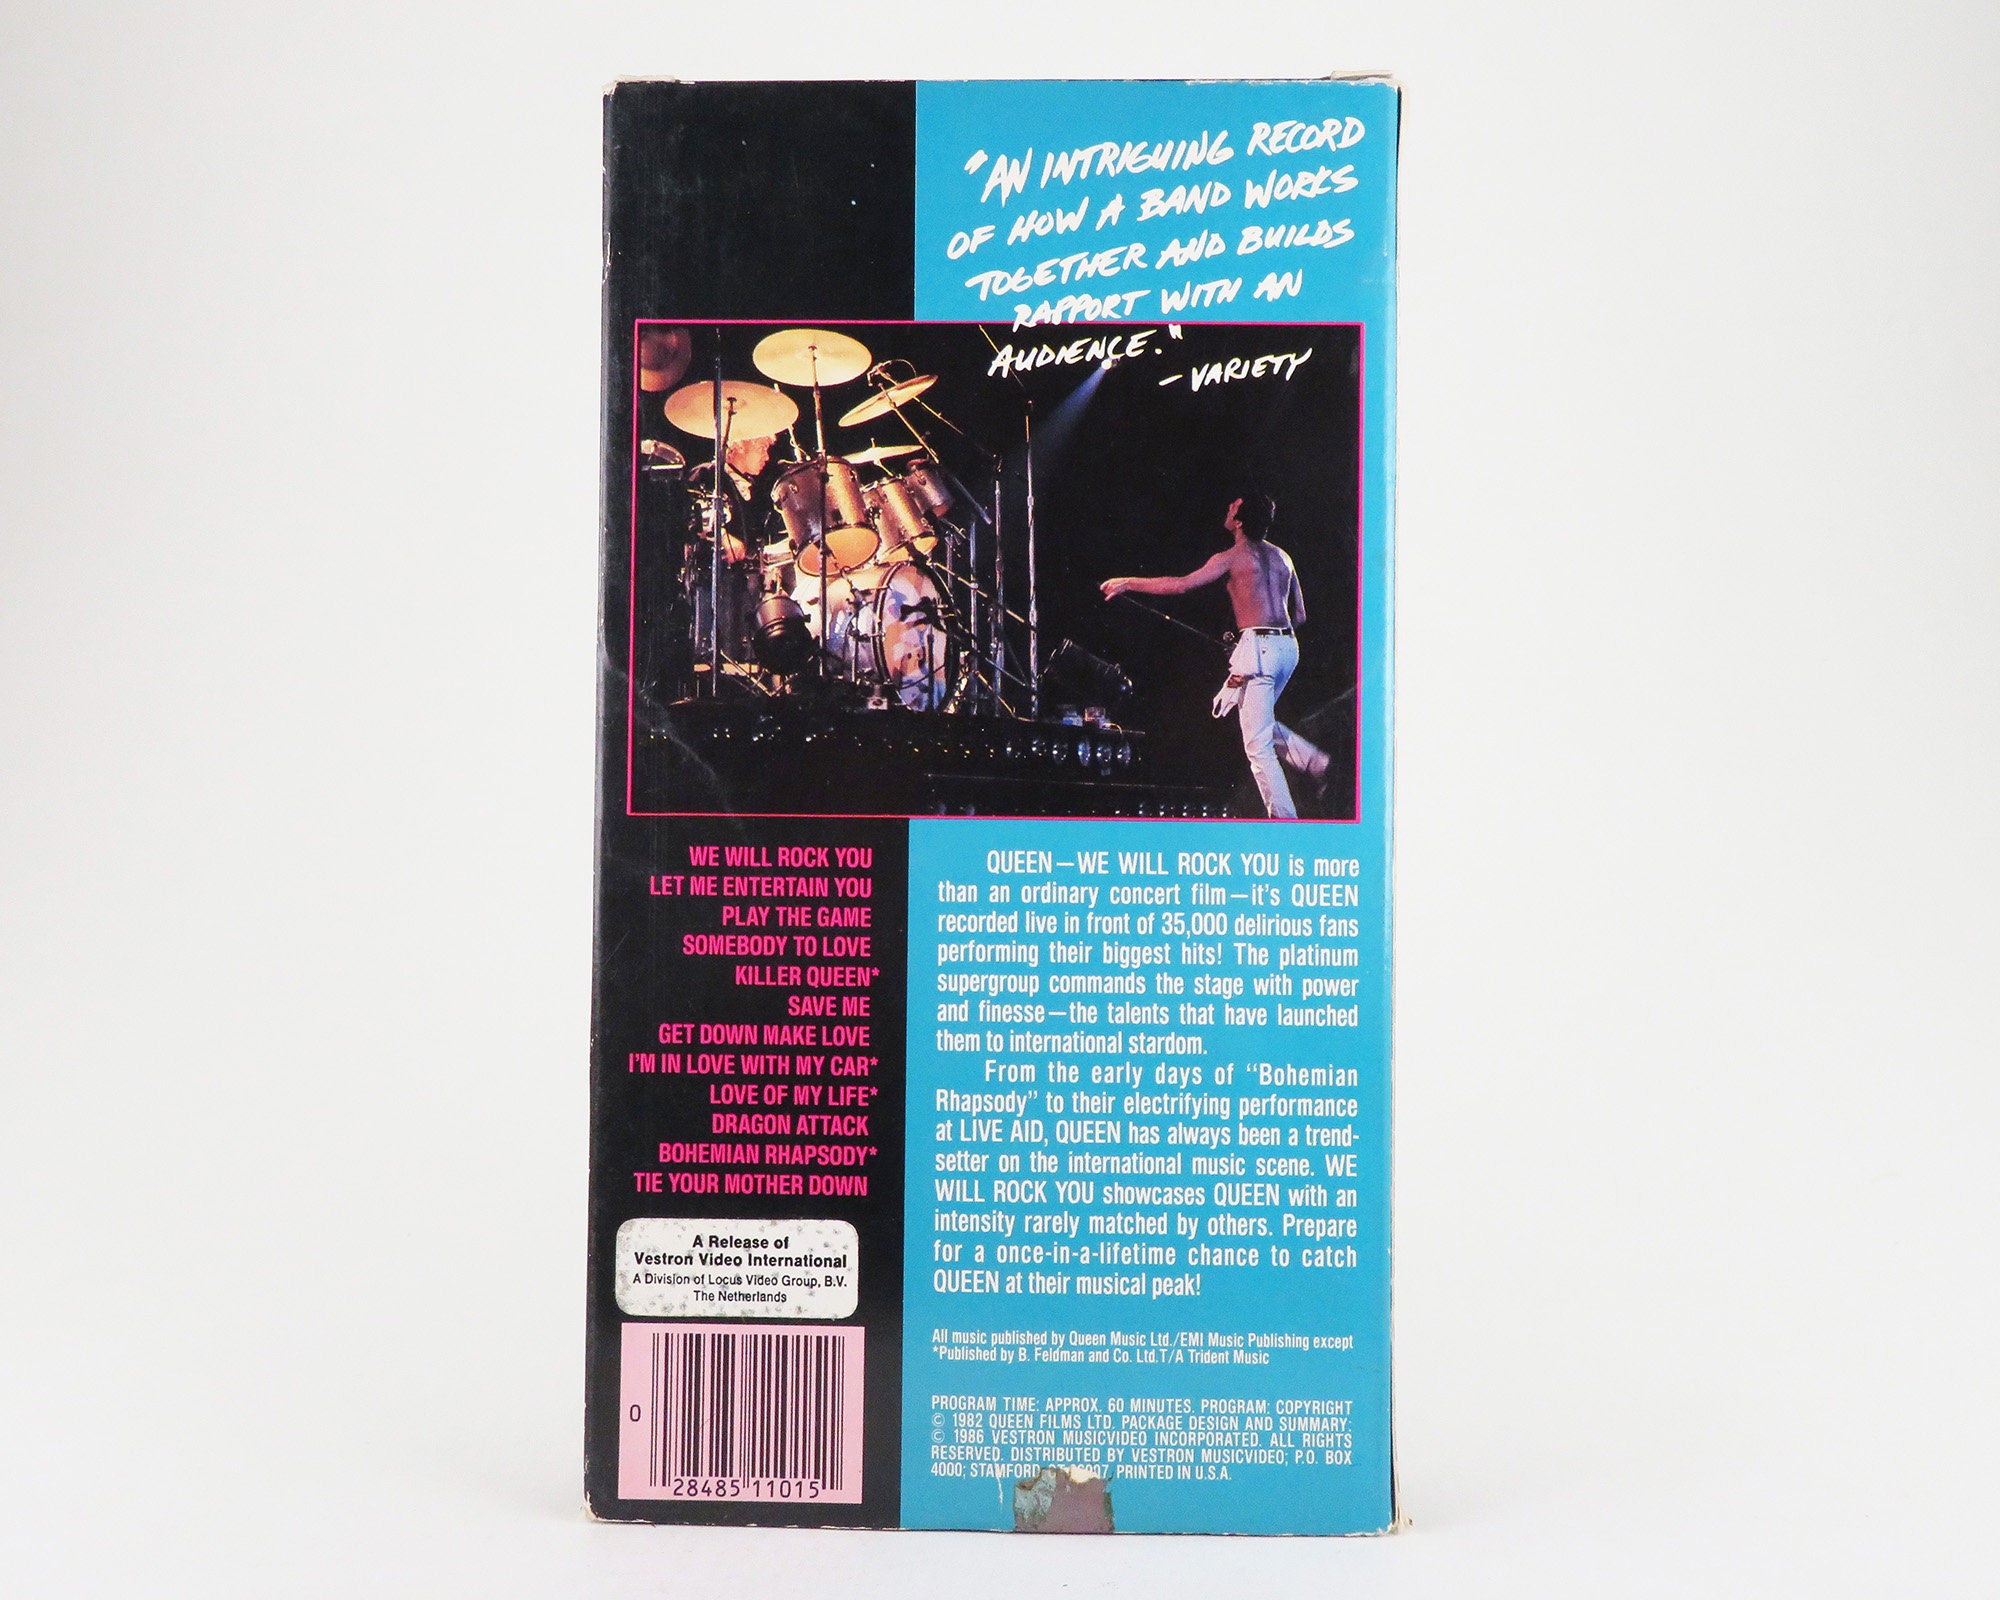 "AN INTRIGUING RECORD
OF HOW A BAND WORKS
TOGETHER AND BUILDS
RAPPORT WITH AN
AUDIENCE."
– VARIETY
WE WILL ROCK YOU
LET ME ENTERTAIN YOU
PLAY THE GAME
SOMEBODY TO LOVE
KILLER QUEEN*
SAVE ME
GET DOWN MAKE LOVE
I'M IN LOVE WITH MY CAR*
LOVE OF MY LIFE*
DRAGON ATTACK
BOHEMIAN RHAPSODY*
TIE YOUR MOTHER DOWN
A Release of
Vestron Video International
A Division of Locus Video Group, B.V.
The Netherlands
0 28485 11015
QUEEN—WE WILL ROCK YOU is more
than an ordinary concert film—it's QUEEN
recorded live in front of 35,000 delirious fans
performing their biggest hits! The platinum
supergroup commands the stage with power
and finesse—the talents that have launched
them to international stardom.
From the early days of "Bohemian
Rhapsody" to their electrifying performance
at LIVE AID, QUEEN has always been a trend-
setter on the international music scene. WE
WILL ROCK YOU showcases QUEEN with an
intensity rarely matched by others. Prepare
for a once-in-a-lifetime chance to catch
QUEEN at their musical peak!
All music published by Queen Music Ltd./EMI Music Publishing except
*Published by B. Feldman and Co. Ltd.T/A Trident Music
PROGRAM TIME: APPROX. 60 MINUTES. PROGRAM: COPYRIGHT
© 1982 QUEEN FILMS LTD. PACKAGE DESIGN AND SUMMARY:
© 1986 VESTRON MUSICVIDEO INCORPORATED. ALL RIGHTS
RESERVED. DISTRIBUTED BY VESTRON MUSICVIDEO; P.O. BOX
4000; STAMFORD, PRINTED IN U.S.A.